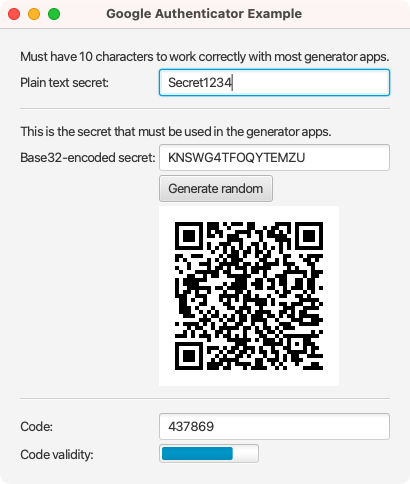 Google Authenticator Example
Must have 10 characters to work correctly with most generator apps.
Plain text secret: Secret1234
This is the secret that must be used in the generator apps.
Base32-encoded secret: KNSWG4TFOQYTEMZU
Generate random
Code: 437869
Code validity: